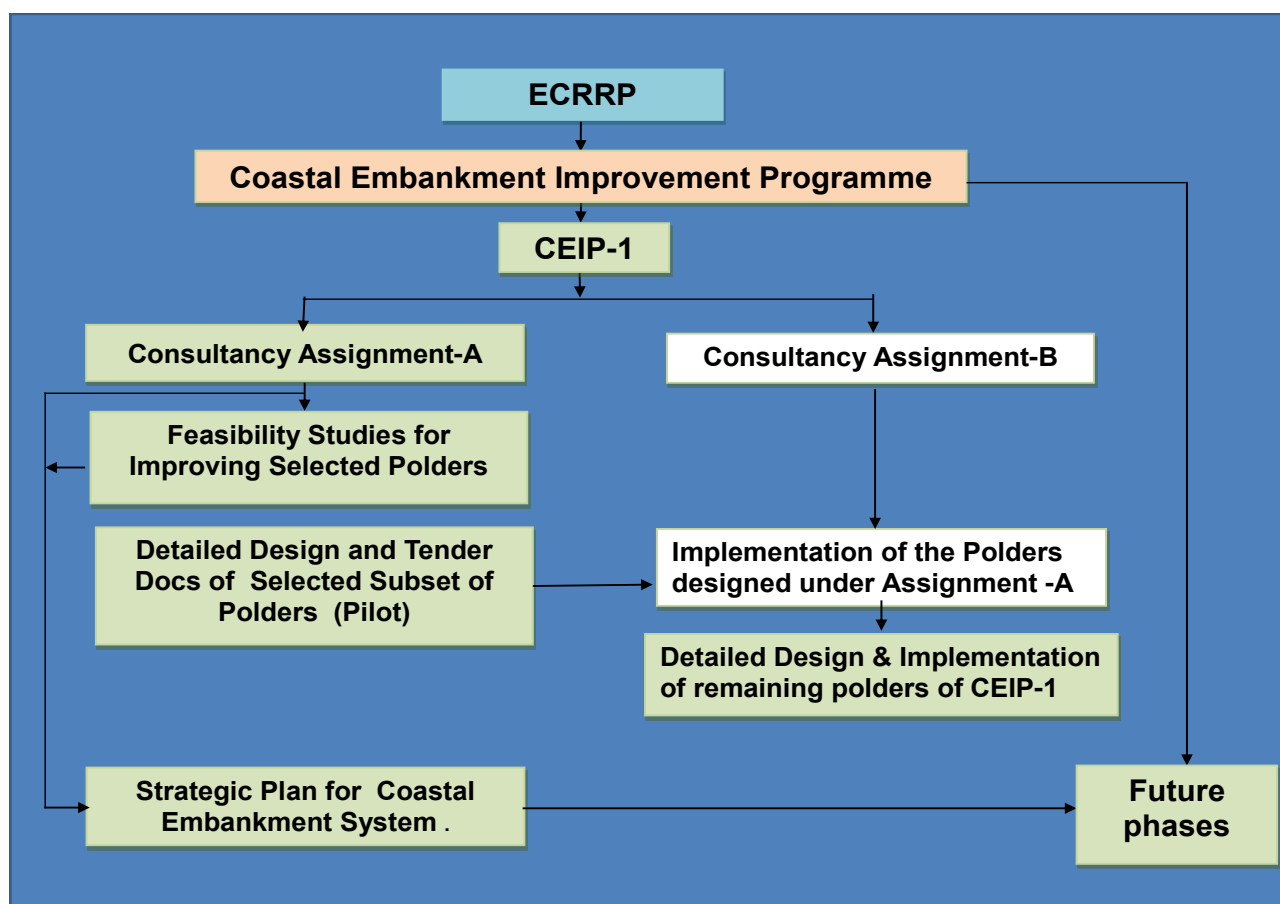 ECRRP
Coastal Embankment Improvement Programme
CEIP-1
Consultancy Assignment-A
Consultancy Assignment-B
Feasibility Studies for
Improving Selected Polders
Detailed Design and Tender
Docs of Selected Subset of
Polders (Pilot)
Implementation of the Polders
designed under Assignment -A
Detailed Design & Implementation
of remaining polders of CEIP-1
Strategic Plan for Coastal
Embankment System .
Future
phases